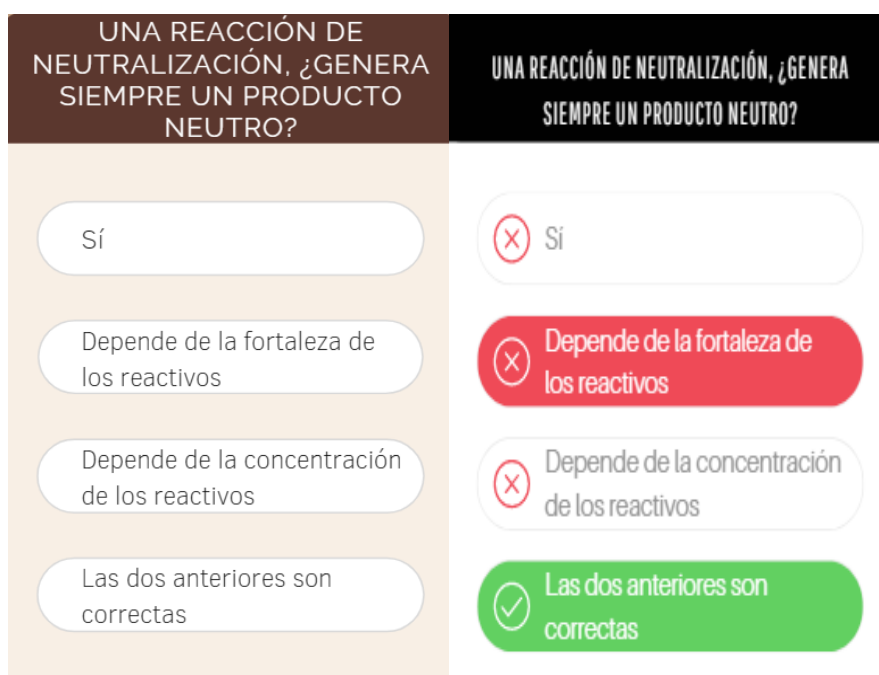 UNA REACCIÓN DE
NEUTRALIZACIÓN, ¿GENERA
SIEMPRE UN PRODUCTO
NEUTRO?
Sí
Depende de la fortaleza de
los reactivos
Depende de la concentración
de los reactivos
Las dos anteriores son
correctas
UNA REACCIÓN DE NEUTRALIZACIÓN, ¿GENERA
SIEMPRE UN PRODUCTO NEUTRO?
Sí
Depende de la fortaleza de
los reactivos
Depende de la concentración
de los reactivos
Las dos anteriores son
correctas